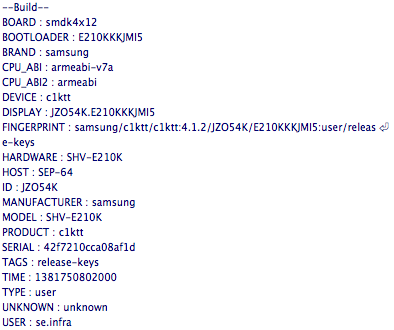 --Build--
BOARD : smdk4x12
BOOTLOADER : E210KKKJMI5
BRAND : samsung
CPU_ABI : armeabi-v7a
CPU_ABI2 : armeabi
DEVICE : c1ktt
DISPLAY : JZO54K.E210KKKJMI5
FINGERPRINT : samsung/c1ktt/c1ktt:4.1.2/JZO54K/E210KKKJMI5:user/releas
e-keys
HARDWARE : SHV-E210K
HOST : SEP-64
ID : JZO54K
MANUFACTURER : samsung
MODEL : SHV-E210K
PRODUCT : c1ktt
SERIAL : 42f7210cca08af1d
TAGS : release-keys
TIME : 1381750802000
TYPE : user
UNKNOWN : unknown
USER : se.infra